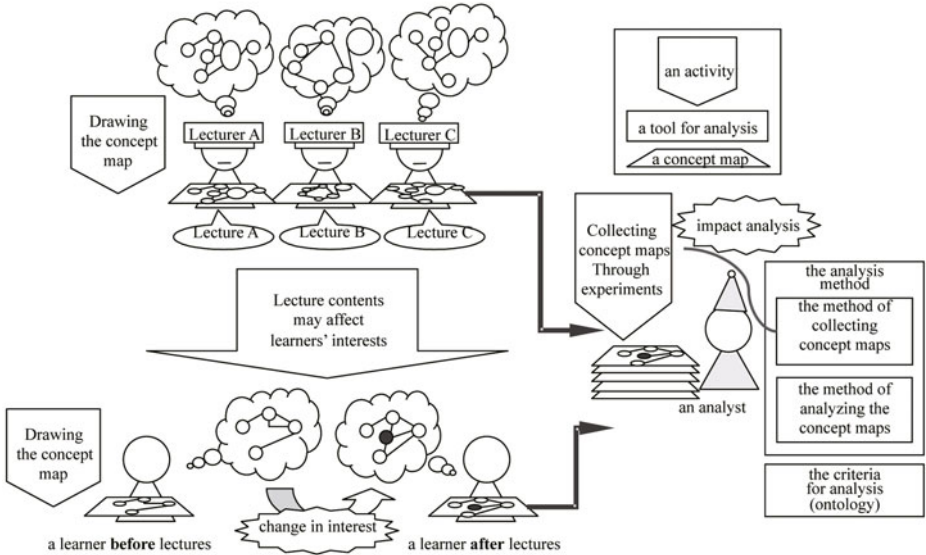 Drawing
the concept
map
Lecturer A
Lecturer B
Lecturer C
Lecture A
Lecture B
Lecture C
an activity
a tool for analysis
a concept map
Collecting
concept maps
Through
experiments
impact analysis
the analysis
method
the method of
collecting
concept maps
the method of
analyzing the
concept maps
the criteria
for analysis
(ontology)
an analyst
Lecture contents
may affect
learners' interests
Drawing
the concept
map
change in interest
a learner before lectures
a learner after lectures